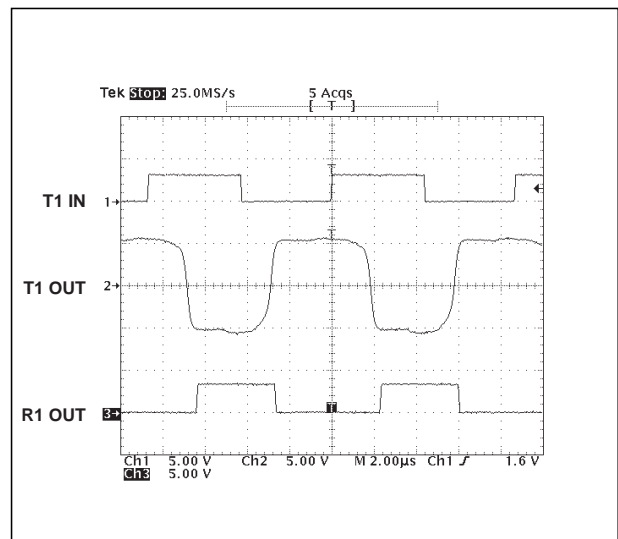 Tek Stop: 25.0MS/s 5 Acqs
[ T ]
T
T1 IN 1
T
T1 OUT 2
R1 OUT 3 T
Ch1 5.00 V Ch2 5.00 V M 2.00µs Ch1 ƒ 1.6 V
Ch3 5.00 V